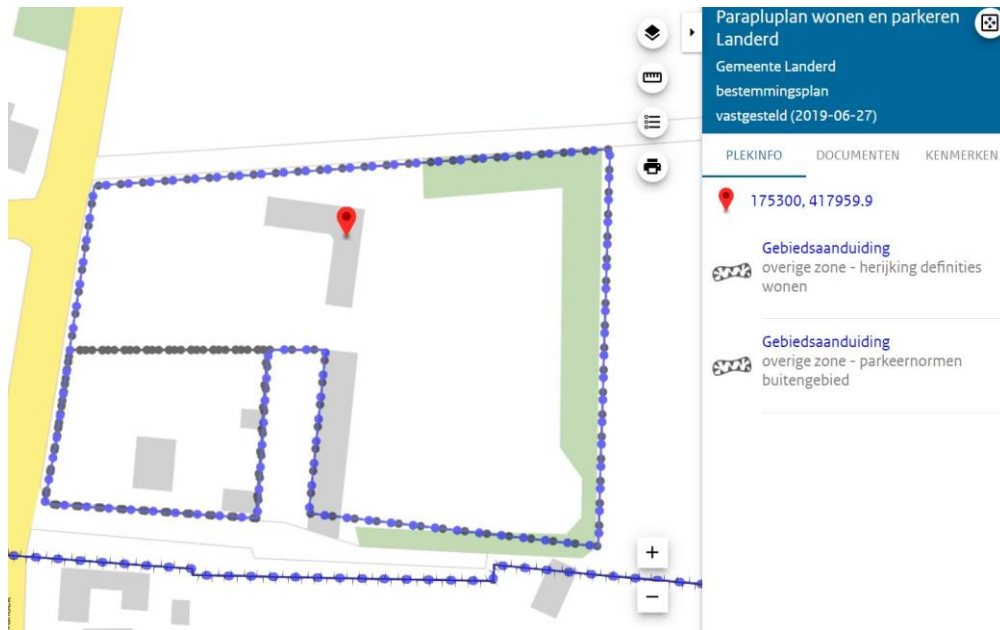 Parapluplan wonen en parkeren
Landerd
Gemeente Landerd
bestemmingsplan
vastgesteld (2019-06-27)
PLEKINFO DOCUMENTEN KENMERKEN
175300, 417959.9
Gebiedsaanduiding
overige zone - herijking definities
wonen
Gebiedsaanduiding
overige zone - parkeernormen
buitengebied
+
−